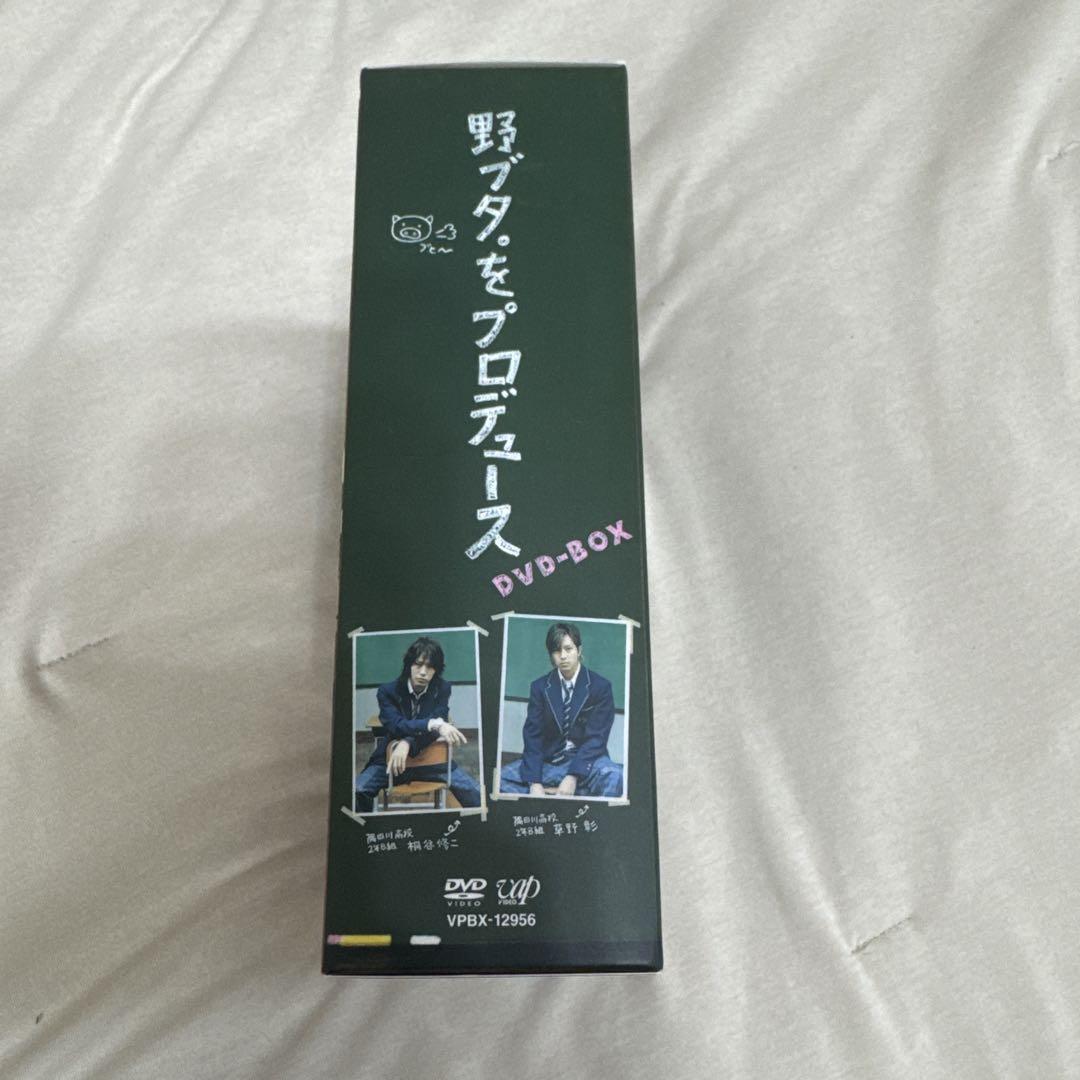 野ブタ。をプロデュース
ブヒ〜
DVD-BOX
隅田川高校
2年B組 桐谷修二
隅田川高校
2年B組 草野 彰
DVD
VIDEO
vap
VIDEO
VPBX-12956